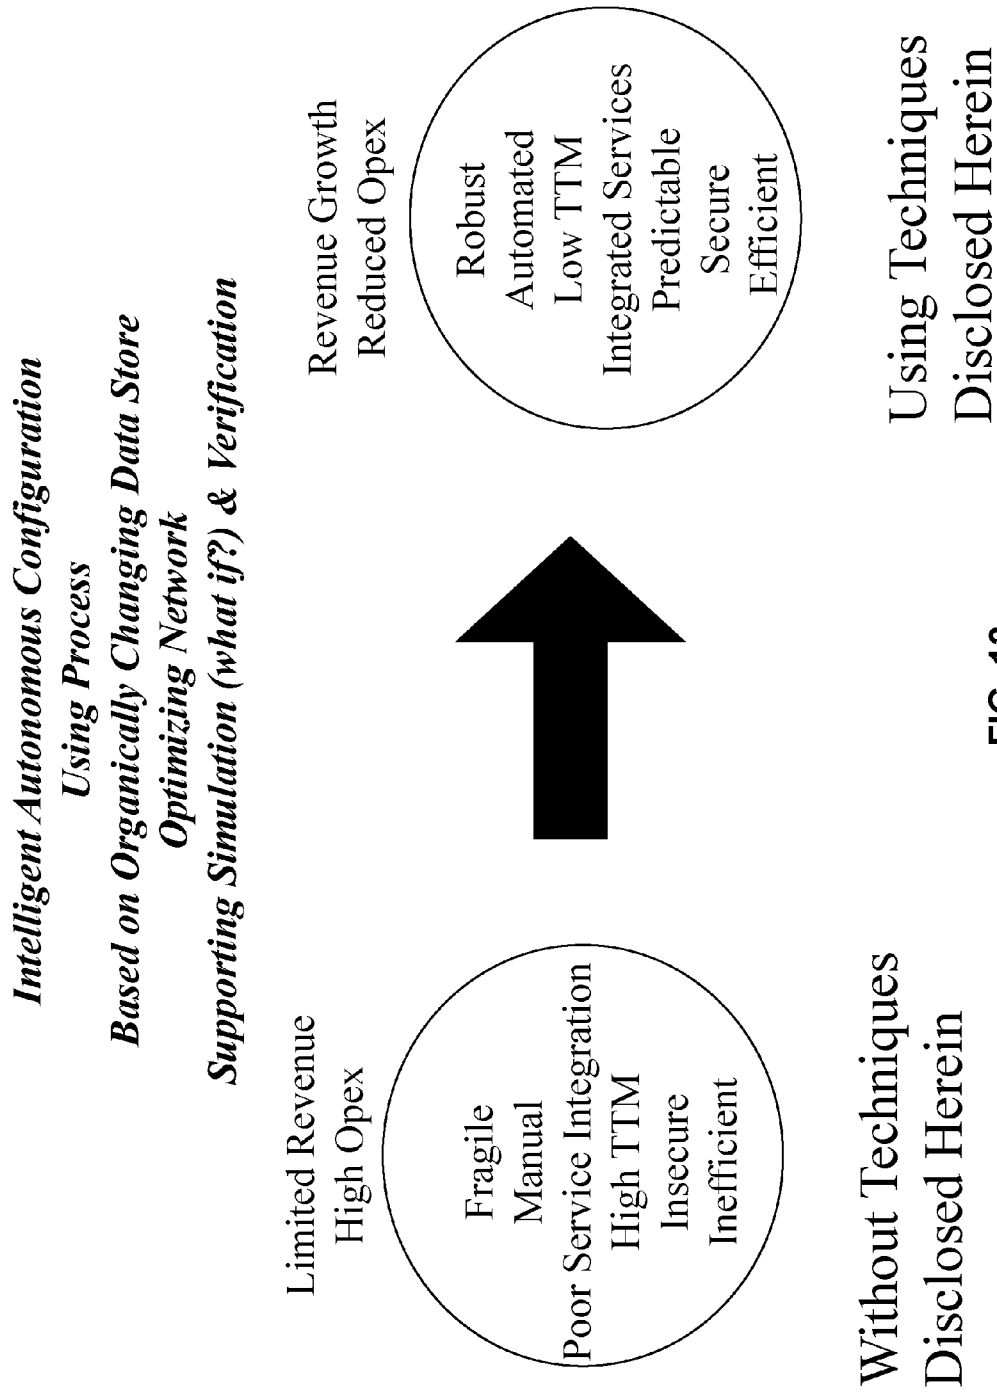 Intelligent Autonomous Configuration
Using Process
Based on Organically Changing Data Store
Optimizing Network
Supporting Simulation (what if?) & Verification
Limited Revenue
High Opex
Fragile
Manual
Poor Service Integration
High TTM
Insecure
Inefficient
Without Techniques
Disclosed Herein
Revenue Growth
Reduced Opex
Robust
Automated
Low TTM
Integrated Services
Predictable
Secure
Efficient
Using Techniques
Disclosed Herein
FIG.